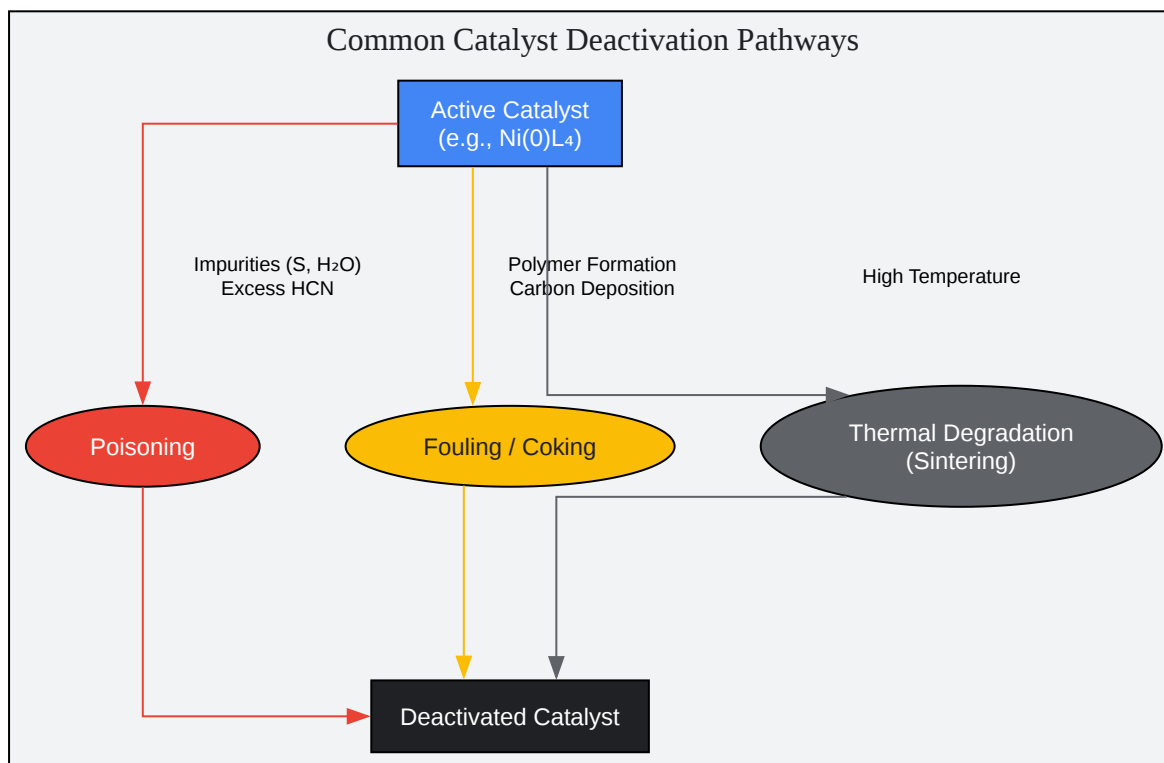 Common Catalyst Deactivation Pathways
Active Catalyst
(e.g., Ni(0)L₄)
Impurities (S, H₂O)
Excess HCN
Polymer Formation
Carbon Deposition
High Temperature
Poisoning
Fouling / Coking
Thermal Degradation
(Sintering)
Deactivated Catalyst